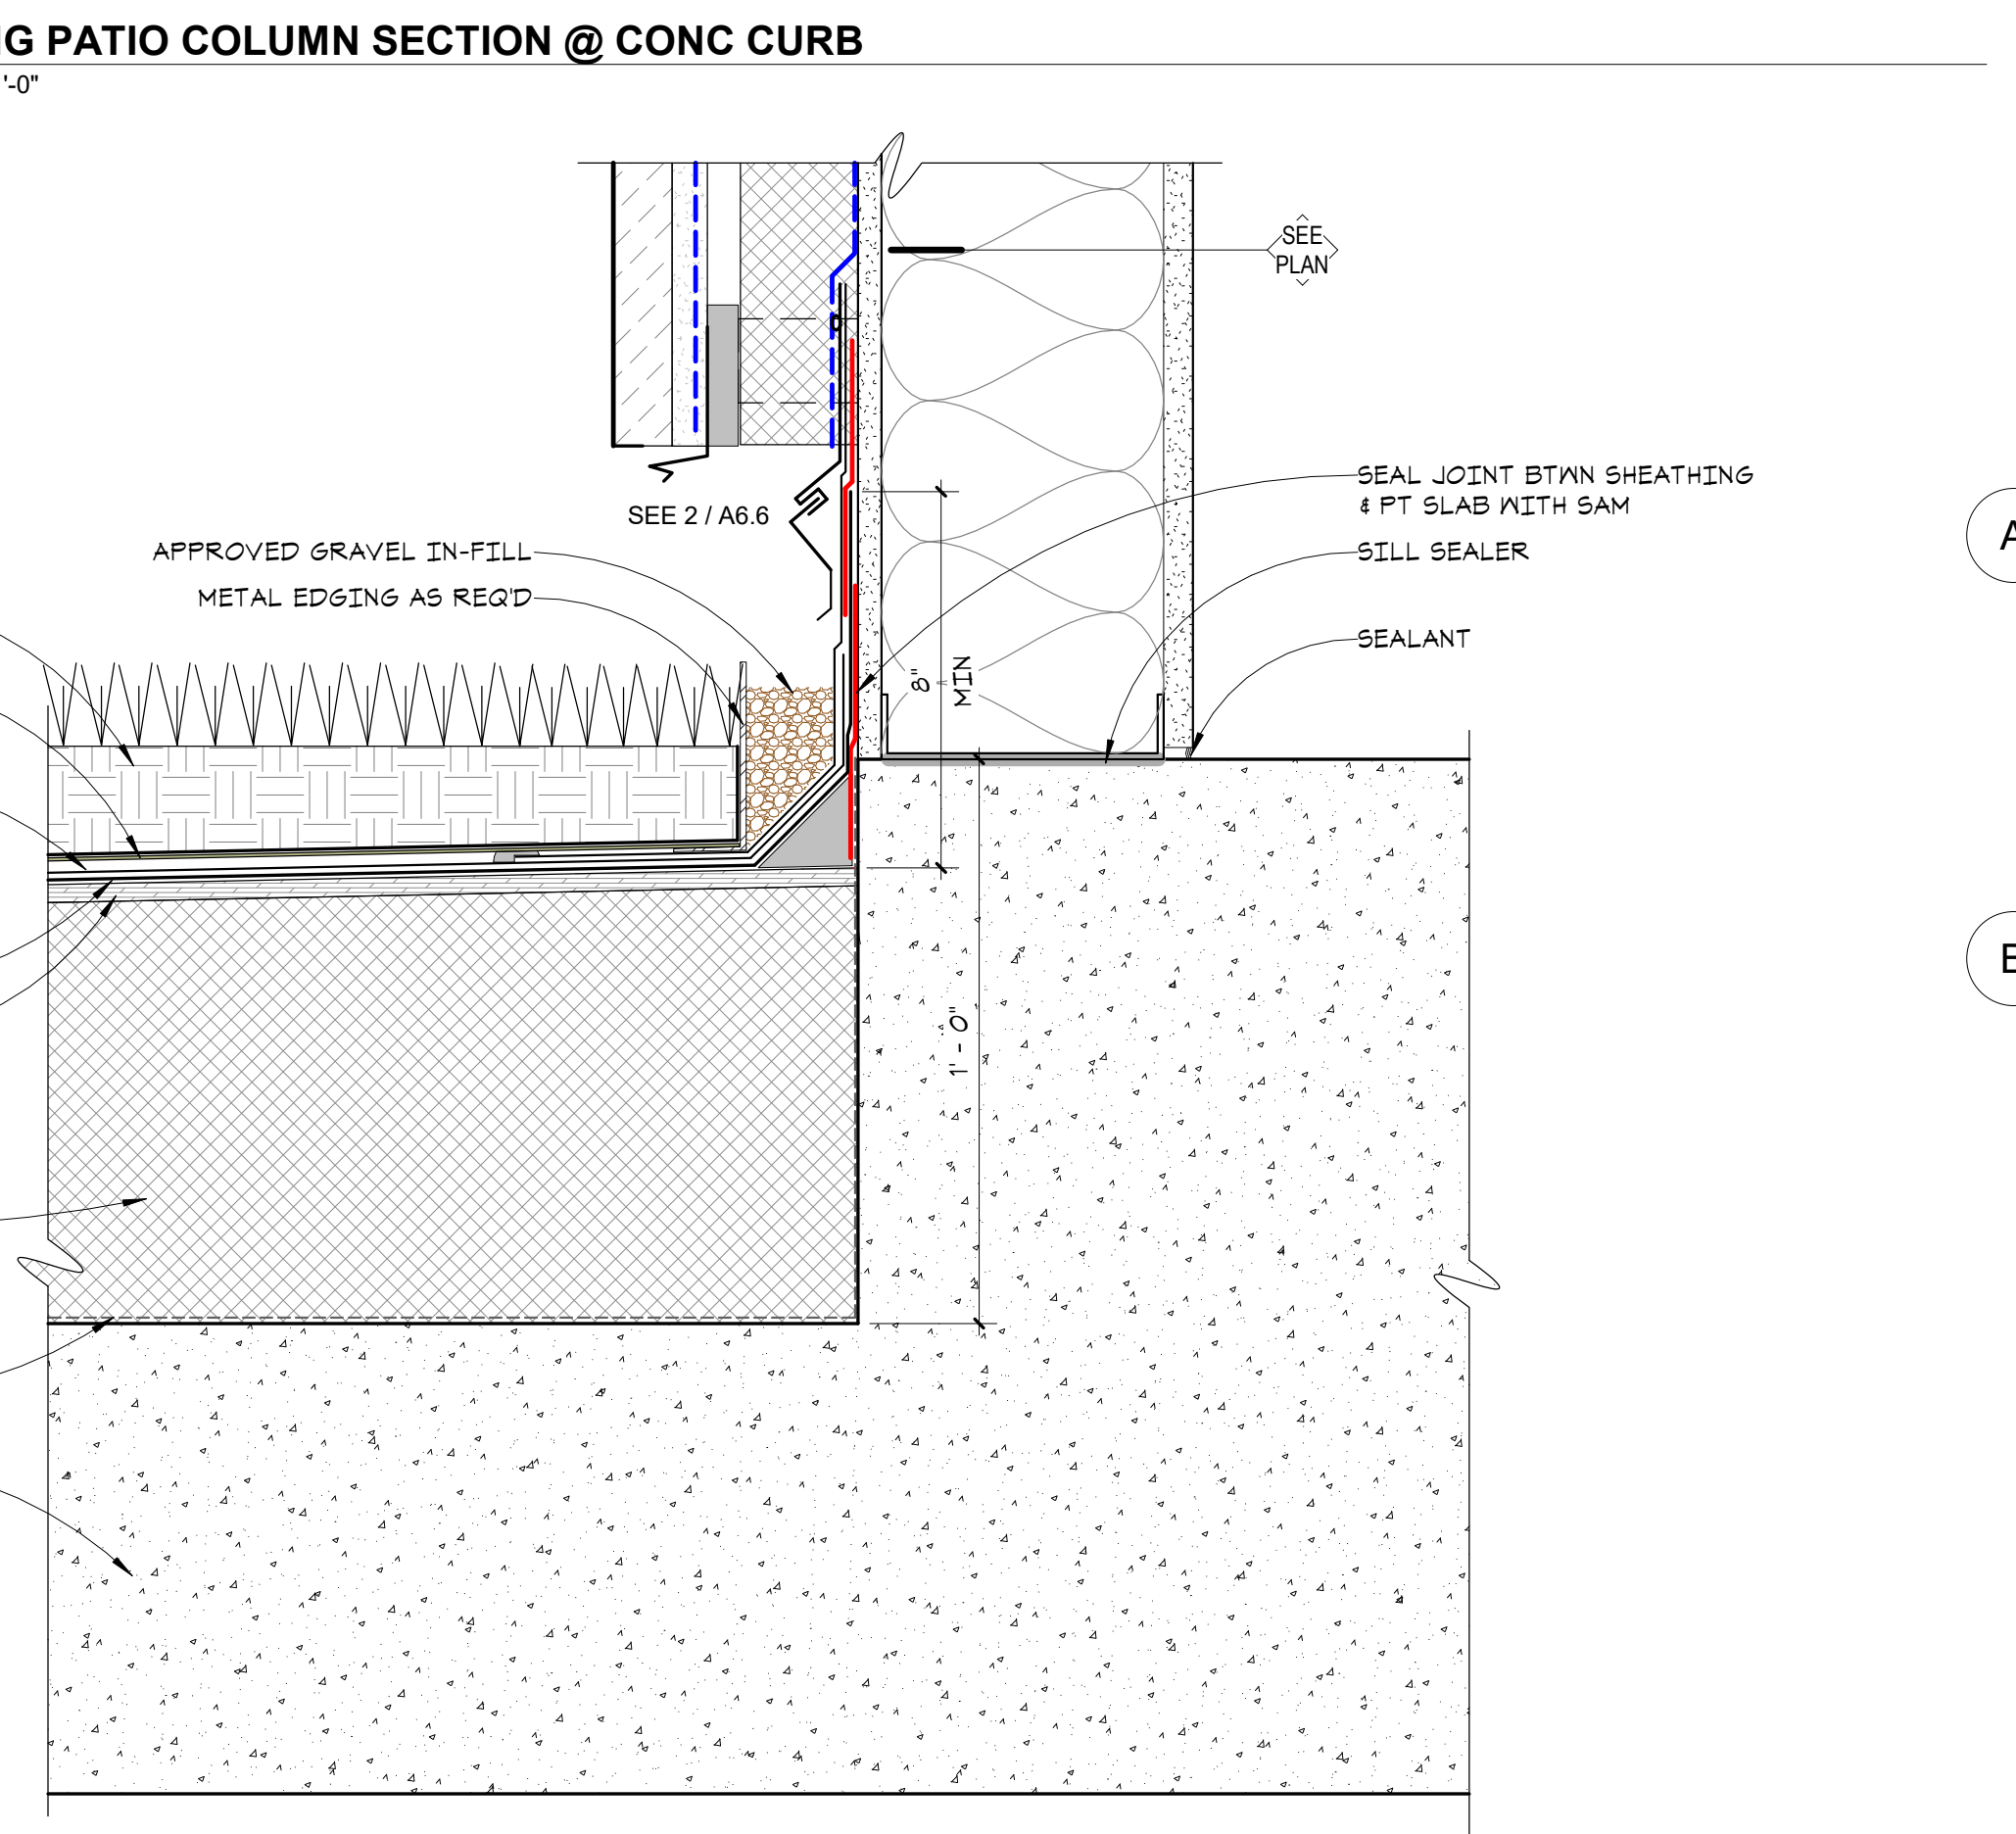 G PATIO COLUMN SECTION @ CONC CURB
'-0"
SEE
PLAN
SEAL JOINT BTWN SHEATHING
& PT SLAB WITH SAM
SEE 2 / A6.6
APPROVED GRAVEL IN-FILL
SILL SEALER
METAL EDGING AS REQ'D
SEALANT
8"
MIN
1' - 0"
A